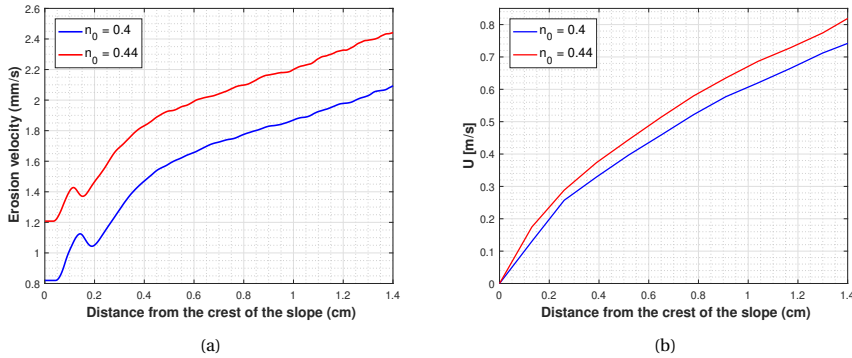 n0 = 0.4
n0 = 0.44
Erosion velocity (mm/s)
2.6
2.4
2.2
2
1.8
1.6
1.4
1.2
1
0.8
0 0.2 0.4 0.6 0.8 1 1.2 1.4
Distance from the crest of the slope (cm)
(a)
n0 = 0.4
n0 = 0.44
U [m/s]
0.8
0.7
0.6
0.5
0.4
0.3
0.2
0.1
0
0 0.2 0.4 0.6 0.8 1 1.2 1.4
Distance from the crest of the slope (cm)
(b)